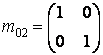 m02 = (1 0
0 1)